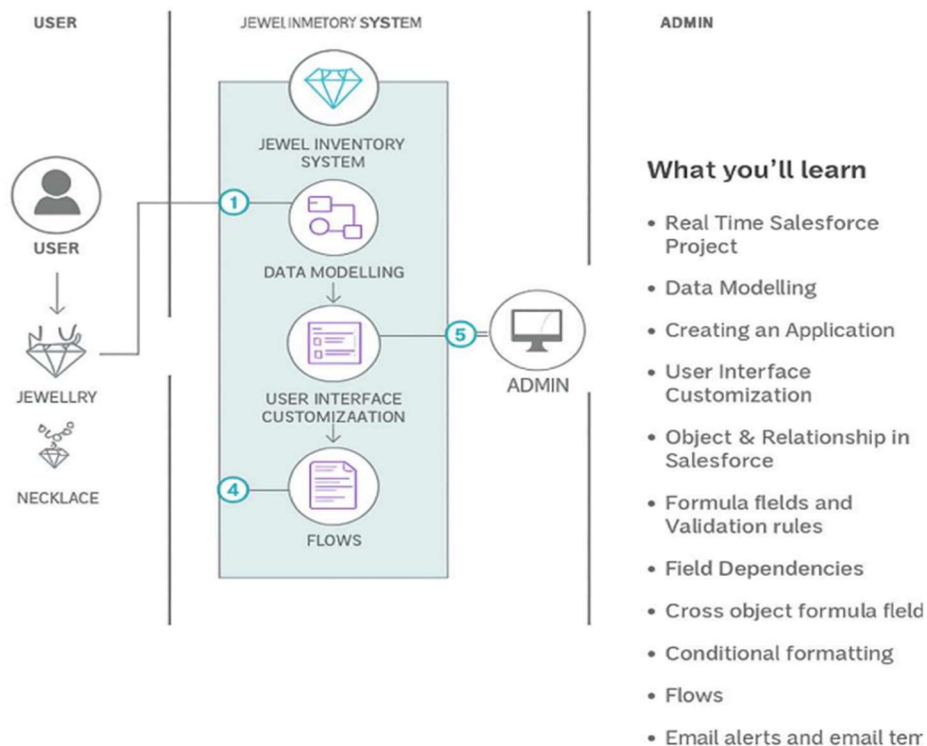 USER
JEWELINMETORY SYSTEM
ADMIN
JEWEL INVENTORY
SYSTEM
1
USER
DATA MODELLING
JEWELLRY
USER INTERFACE
CUSTOMIZAATION
5
ADMIN
NECKLACE
4
FLOWS
What you'll learn
• Real Time Salesforce
Project
• Data Modelling
• Creating an Application
• User Interface
Customization
• Object & Relationship in
Salesforce
• Formula fields and
Validation rules
• Field Dependencies
• Cross object formula field
• Conditional formatting
• Flows
• Email alerts and email